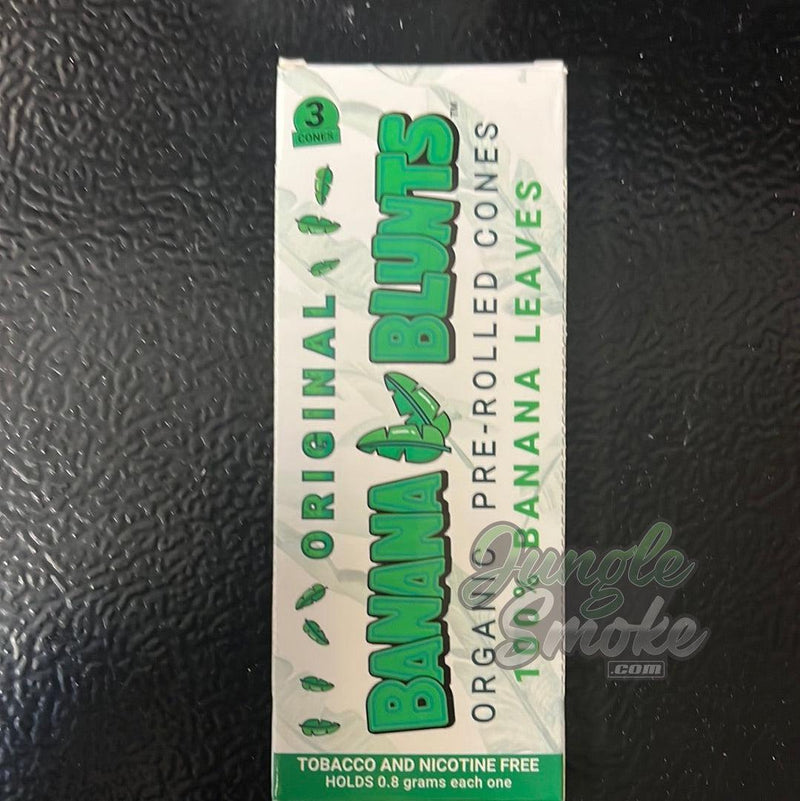 3
CONES
ORIGINAL
BANANA BLUNTS™
ORGANIC PRE-ROLLED CONES
100% BANANA LEAVES
TOBACCO AND NICOTINE FREE
HOLDS 0.8 grams each one
Jungle
Smoke
.com